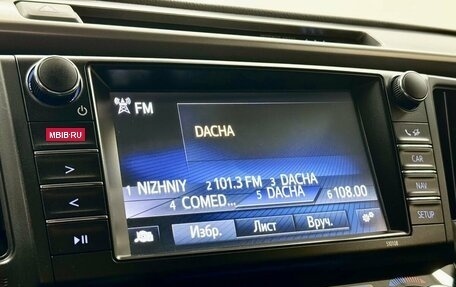 FM
DACHA
MBIB.RU
1 NIZHNIY 2 101.3 FM 3 DACHA
4 COMED... 5 DACHA 6 108.00
Избр. Лист Вруч.
CAR
NAV
SETUP